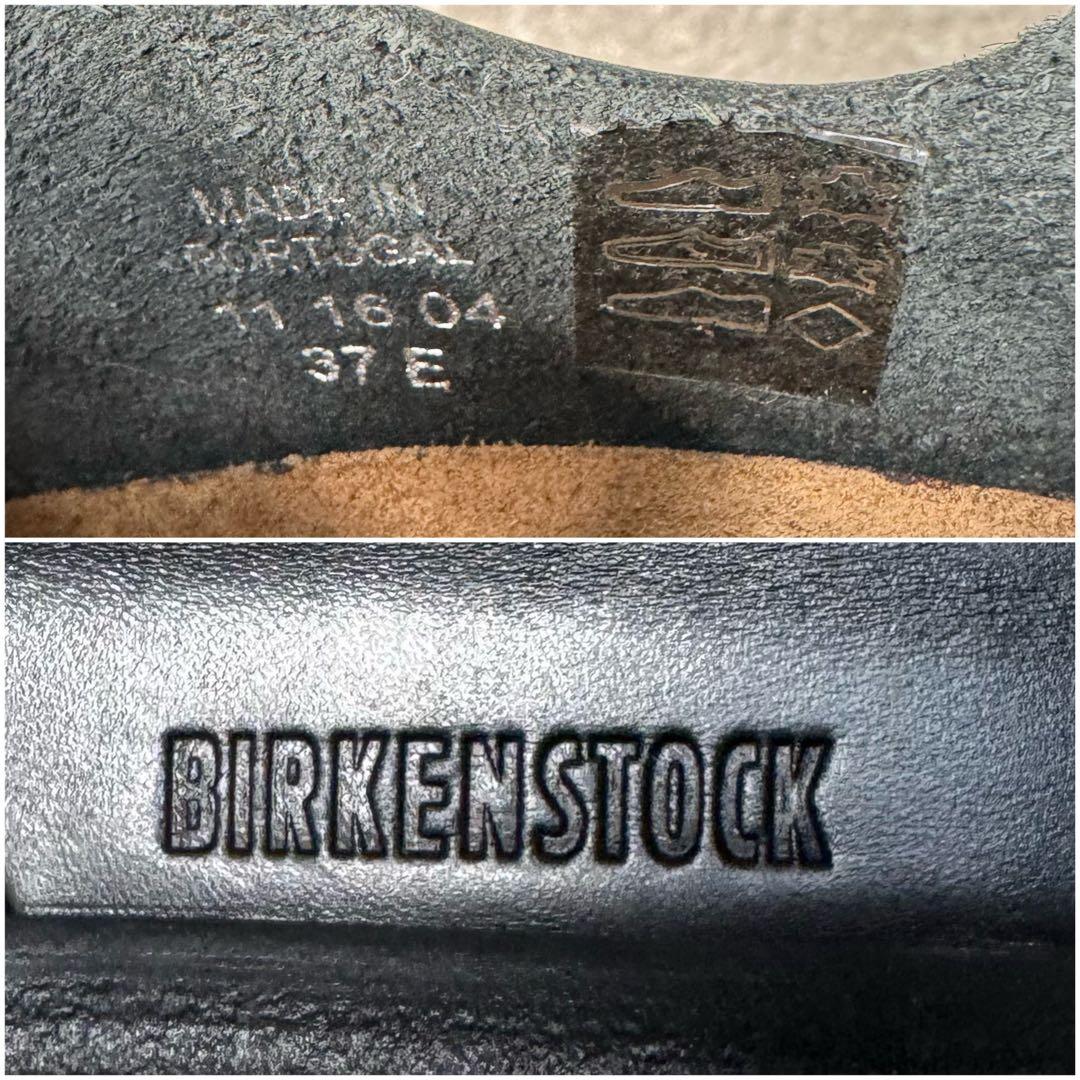 MADE IN
PORTUGAL
11 16 04
37 E
BIRKENSTOCK